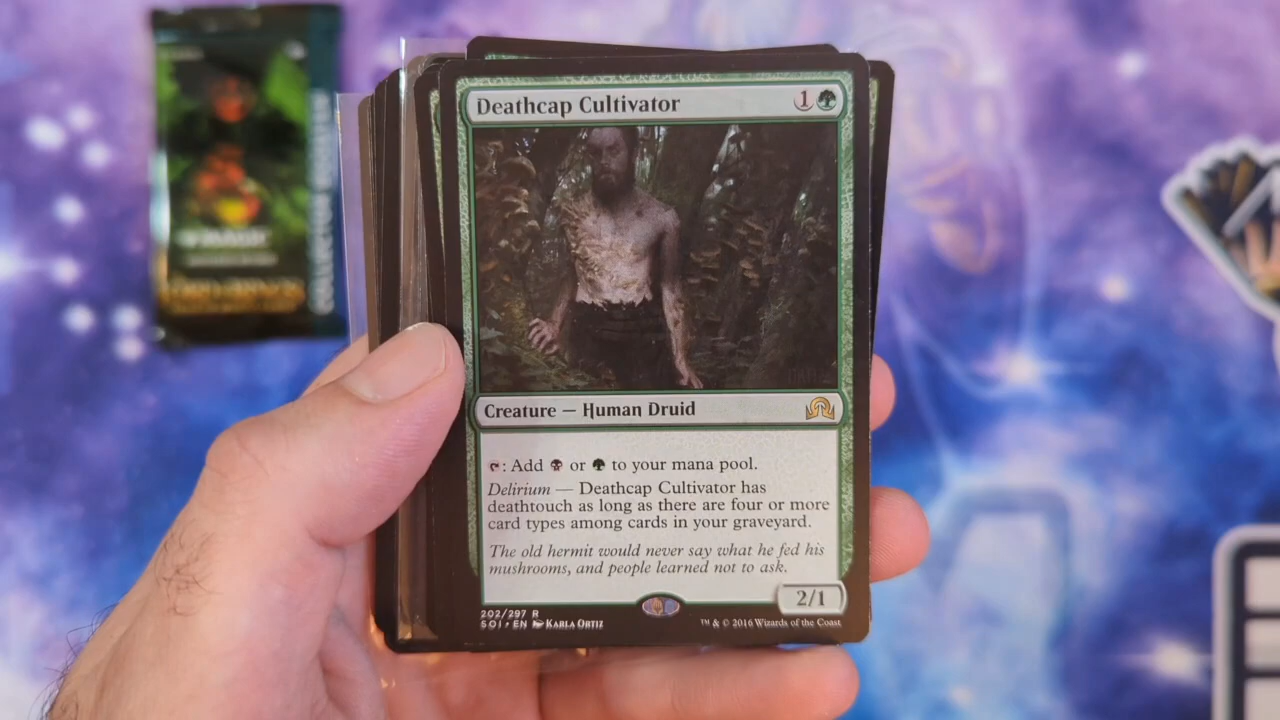 Deathcap Cultivator
1
Creature — Human Druid
: Add or to your mana pool.
Delirium — Deathcap Cultivator has
deathtouch as long as there are four or more
card types among cards in your graveyard.
The old hermit would never say what he fed his
mushrooms, and people learned not to ask.
2/1
202/297 R
SOI • EN Karla Ortiz
™ & © 2016 Wizards of the Coast